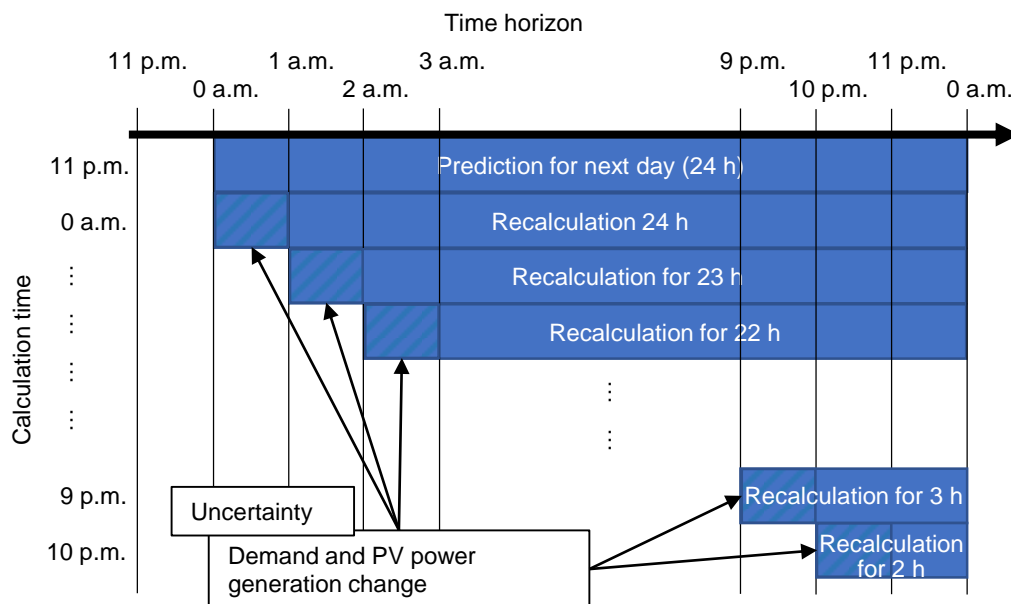 Time horizon
11 p.m.
1 a.m.
3 a.m.
9 p.m.
11 p.m.
0 a.m.
2 a.m.
10 p.m.
0 a.m.
Calculation time
11 p.m.
Prediction for next day (24 h)
0 a.m.
Recalculation 24 h
⋮
Recalculation for 23 h
⋮
Recalculation for 22 h
⋮
⋮
⋮
⋮
9 p.m.
Recalculation for 3 h
Uncertainty
10 p.m.
Recalculation
for 2 h
Demand and PV power
generation change